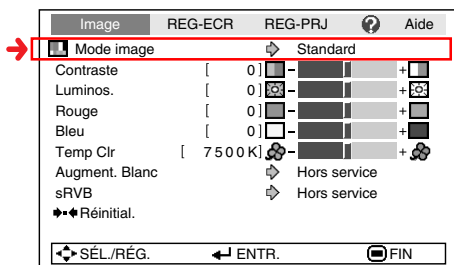 Image REG-ECR REG-PRJ ? Aide
Mode image Standard
Contraste [ 0] - +
Luminos. [ 0] - +
Rouge [ 0] - +
Bleu [ 0] - +
Temp Clr [ 7500K] - +
Augment. Blanc Hors service
sRVB Hors service
Réinitial.
SÉL./RÉG. ENTR. FIN